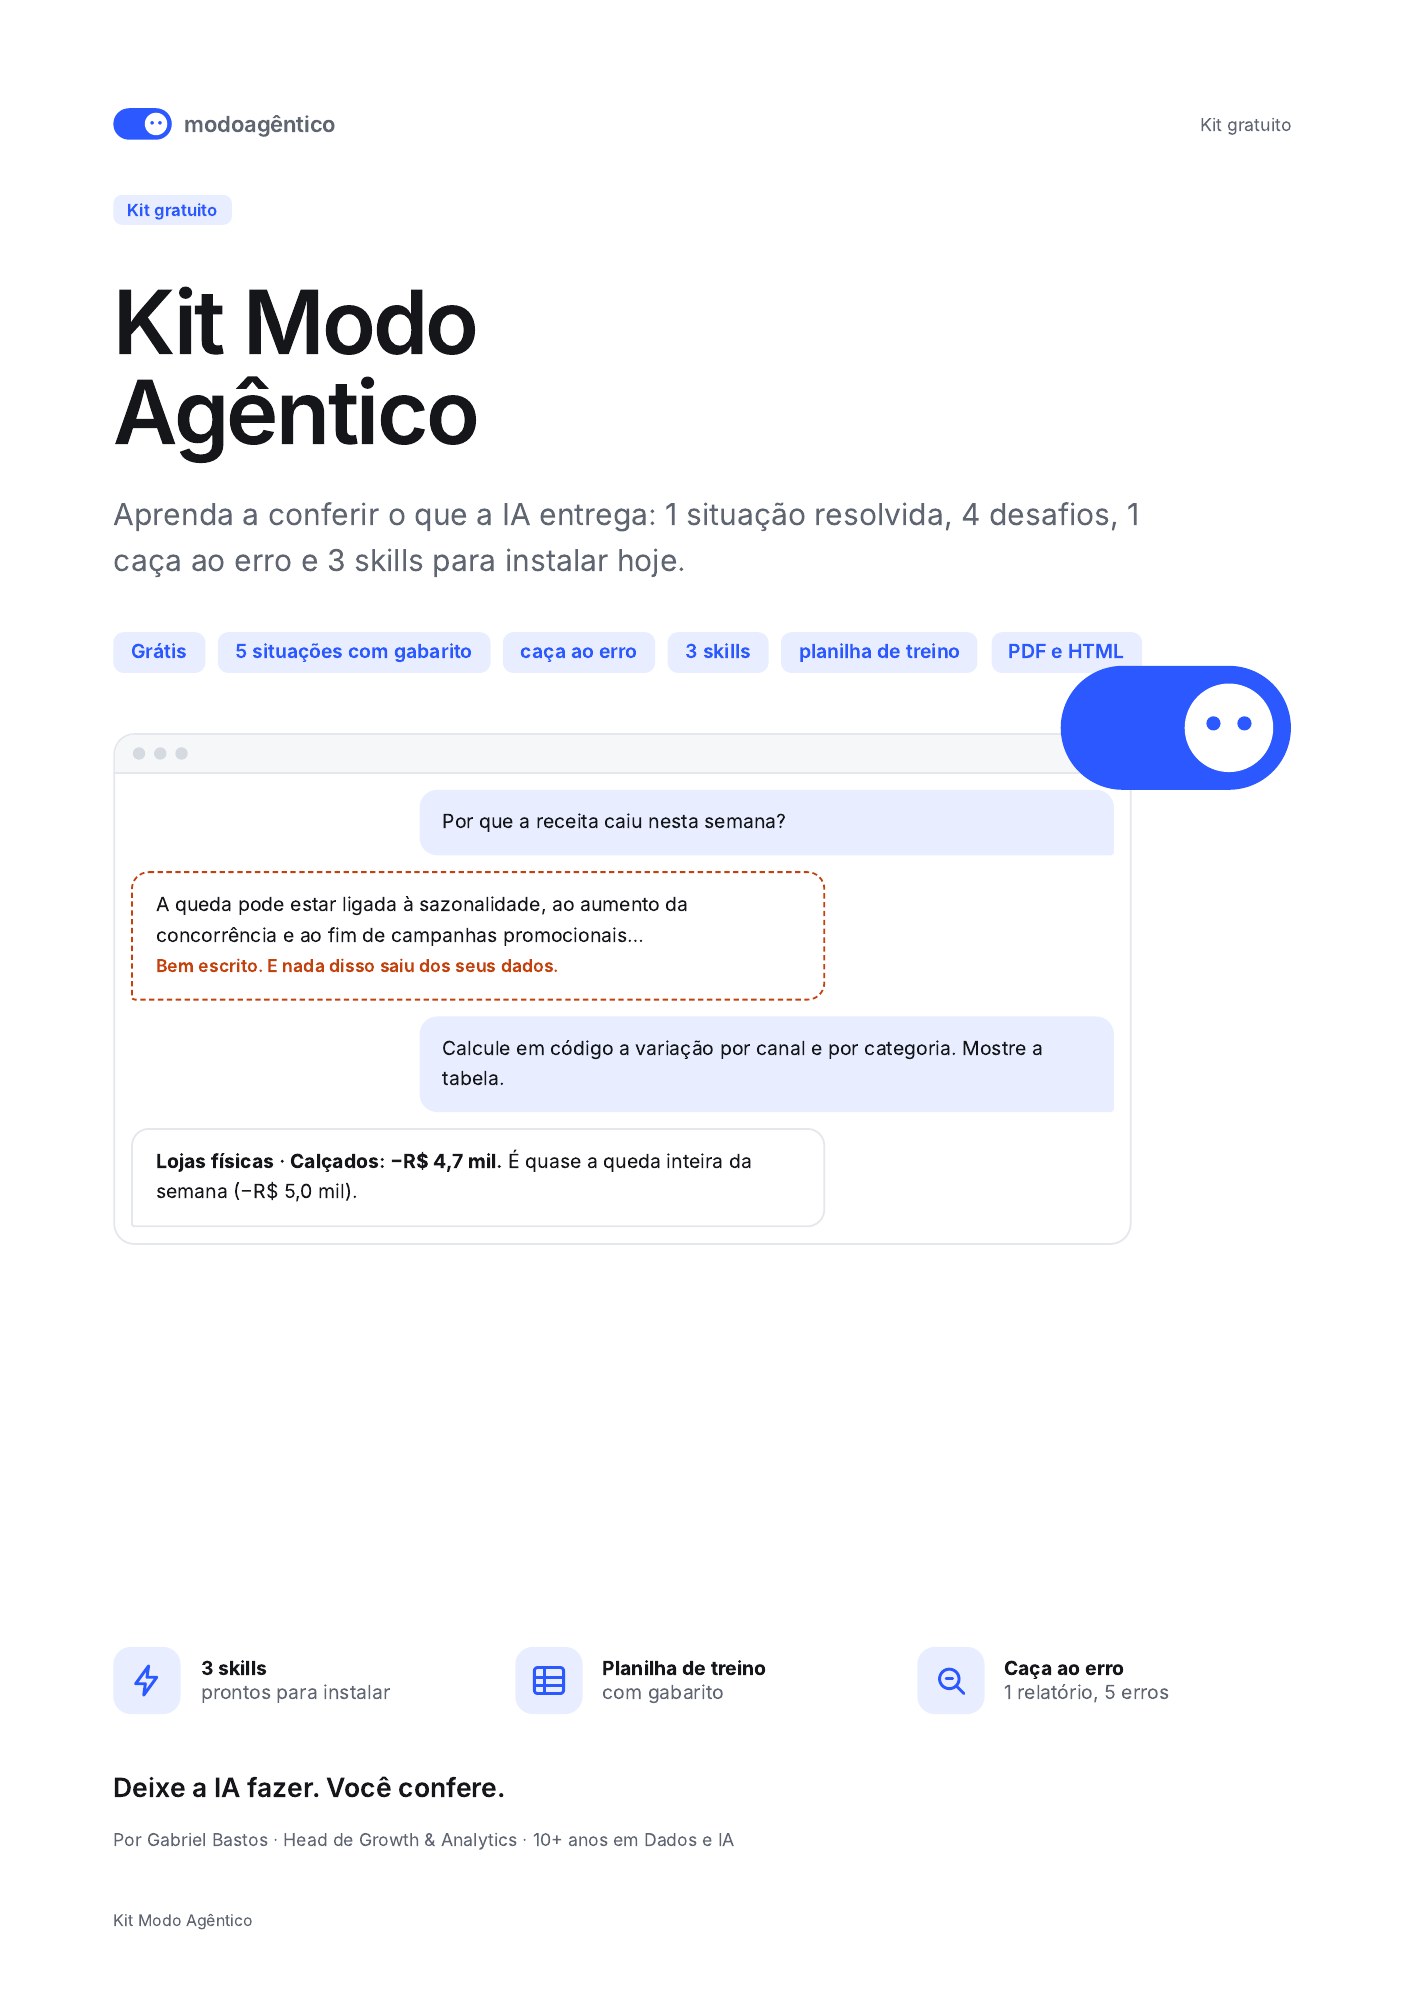 modoagêntico
Kit gratuito
Kit gratuito
Kit Modo
Agêntico
Aprenda a conferir o que a IA entrega: 1 situação resolvida, 4 desafios, 1
caça ao erro e 3 skills para instalar hoje.
Grátis
5 situações com gabarito
caça ao erro
3 skills
planilha de treino
PDF e HTML
Por que a receita caiu nesta semana?
A queda pode estar ligada à sazonalidade, ao aumento da
concorrência e ao fim de campanhas promocionais…
Bem escrito. E nada disso saiu dos seus dados.
Calcule em código a variação por canal e por categoria. Mostre a
tabela.
Lojas físicas · Calçados: −R$ 4,7 mil. É quase a queda inteira da
semana (−R$ 5,0 mil).
3 skills
prontos para instalar
Planilha de treino
com gabarito
Caça ao erro
1 relatório, 5 erros
Deixe a IA fazer. Você confere.
Por Gabriel Bastos · Head de Growth & Analytics · 10+ anos em Dados e IA
Kit Modo Agêntico